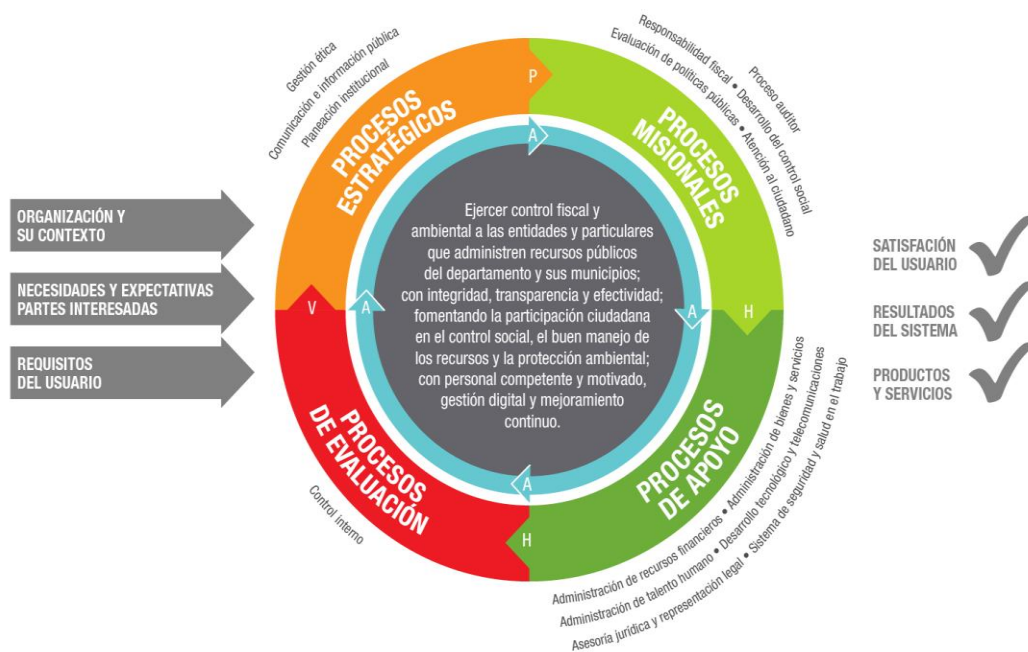 ORGANIZACIÓN Y
SU CONTEXTO
NECESIDADES Y EXPECTATIVAS
PARTES INTERESADAS
REQUISITOS
DEL USUARIO
Gestión ética
Comunicación e información pública
Planeación institucional
PROCESOS
ESTRATÉGICOS
P
Proceso auditor
Responsabilidad fiscal • Desarrollo del control social
Evaluación de políticas públicas • Atención al ciudadano
PROCESOS
MISIONALES
H
PROCESOS
DE APOYO
Administración de recursos financieros • Administración de bienes y servicios
Administración de talento humano • Desarrollo tecnológico y telecomunicaciones
Asesoría jurídica y representación legal • Sistema de seguridad y salud en el trabajo
H
PROCESOS
DE EVALUACIÓN
Control interno
V
A
A
A
A
Ejercer control fiscal y
ambiental a las entidades y particulares
que administren recursos públicos
del departamento y sus municipios;
con integridad, transparencia y efectividad;
fomentando la participación ciudadana
en el control social, el buen manejo de
los recursos y la protección ambiental;
con personal competente y motivado,
gestión digital y mejoramiento
continuo.
SATISFACCIÓN
DEL USUARIO
RESULTADOS
DEL SISTEMA
PRODUCTOS
Y SERVICIOS